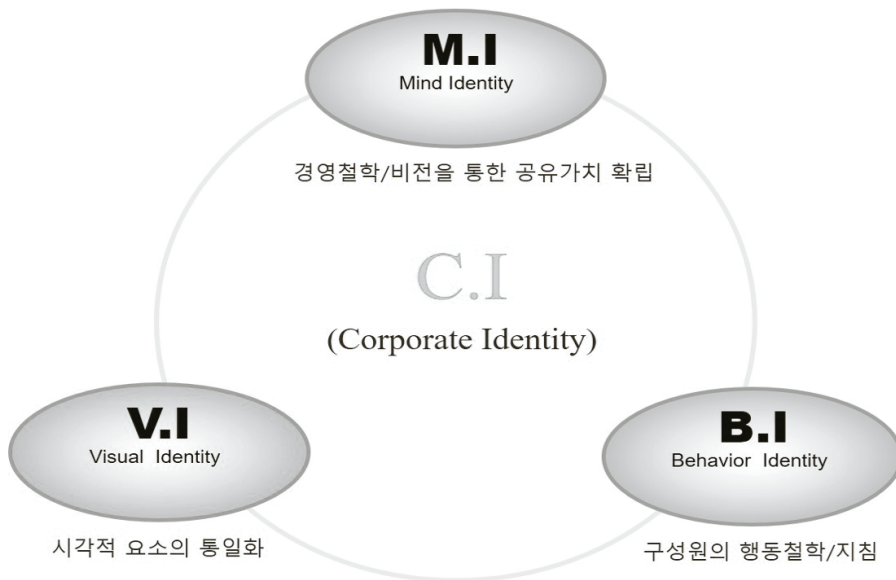 M.I
Mind Identity
경영철학/비전을 통한 공유가치 확립
C.I
(Corporate Identity)
V.I
Visual Identity
시각적 요소의 통일화
B.I
Behavior Identity
구성원의 행동철학/지침